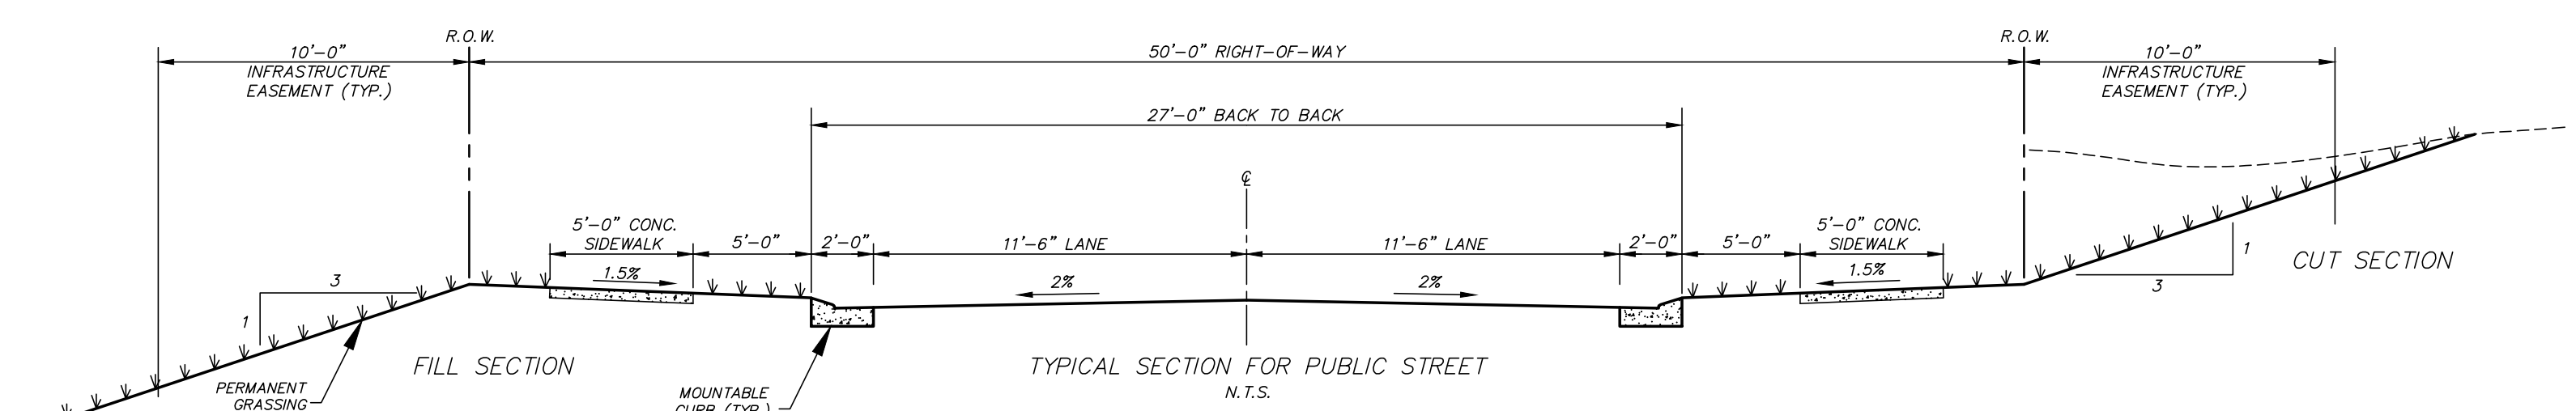 R.O.W.
R.O.W.
10'-0"
INFRASTRUCTURE
EASEMENT (TYP.)
50'-0" RIGHT-OF-WAY
10'-0"
INFRASTRUCTURE
EASEMENT (TYP.)
27'-0" BACK TO BACK
℄
5'-0" CONC.
SIDEWALK
5'-0"
2'-0"
11'-6" LANE
11'-6" LANE
2'-0"
5'-0"
5'-0" CONC.
SIDEWALK
3
1
1.5%
2%
2%
1.5%
1
3
CUT SECTION
FILL SECTION
TYPICAL SECTION FOR PUBLIC STREET
N.T.S.
PERMANENT
GRASSING
MOUNTABLE
CURB (TYP.)